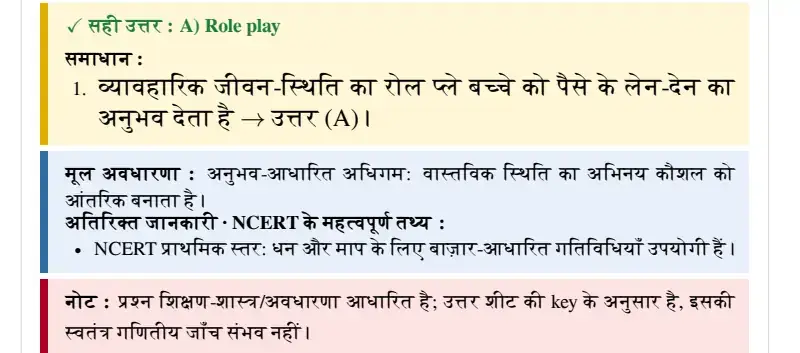 ✓ सही उत्तर : A) Role play
समाधान :
1. व्यावहारिक जीवन-स्थिति का रोल प्ले बच्चे को पैसे के लेन-देन का
अनुभव देता है → उत्तर (A)।
मूल अवधारणा : अनुभव-आधारित अधिगम: वास्तविक स्थिति का अभिनय कौशल को
आंतरिक बनाता है।
अतिरिक्त जानकारी · NCERT के महत्वपूर्ण तथ्य :
• NCERT प्राथमिक स्तर: धन और माप के लिए बाज़ार-आधारित गतिविधियाँ उपयोगी हैं।
नोट : प्रश्न शिक्षण-शास्त्र/अवधारणा आधारित है; उत्तर शीट की key के अनुसार है, इसकी
स्वतंत्र गणितीय जाँच संभव नहीं।